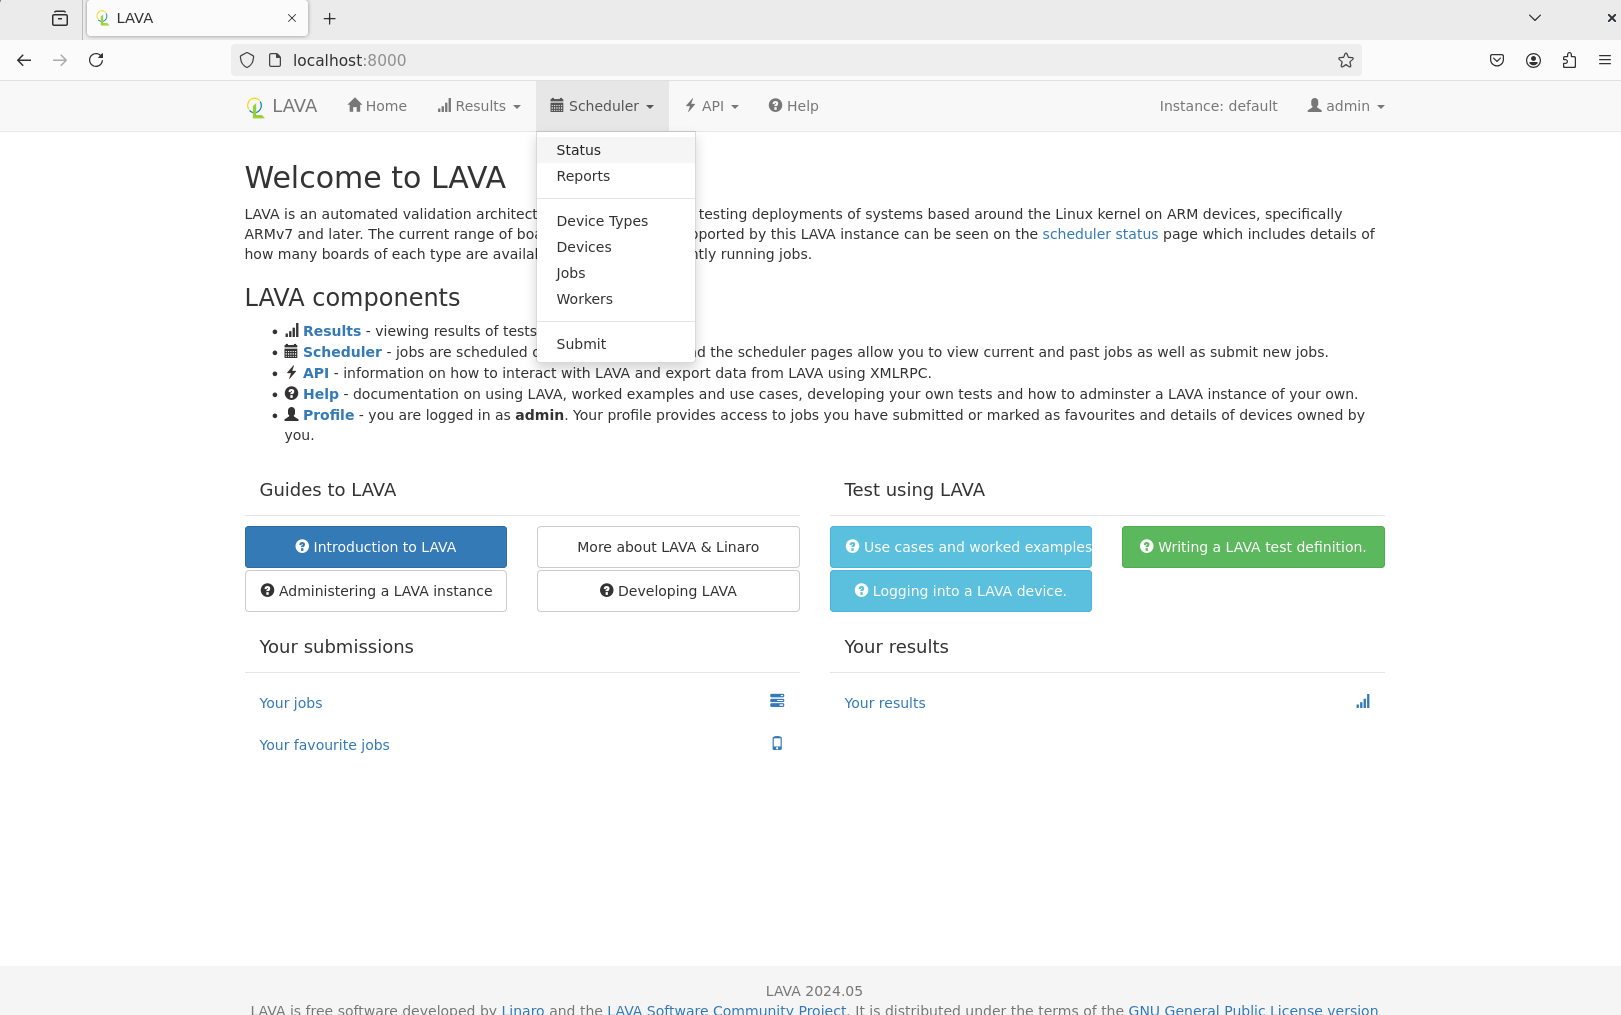 LAVA
localhost:8000
LAVA Home Results Scheduler API Help Instance: default admin
Status
Reports
Device Types
Devices
Jobs
Workers
Submit
Welcome to LAVA
LAVA is an automated validation architect testing deployments of systems based around the Linux kernel on ARM devices, specifically
ARMv7 and later. The current range of boa ported by this LAVA instance can be seen on the scheduler status page which includes details of
how many boards of each type are availal ntly running jobs.
LAVA components
• Results - viewing results of tests
• Scheduler - jobs are scheduled d the scheduler pages allow you to view current and past jobs as well as submit new jobs.
• API - information on how to interact with LAVA and export data from LAVA using XMLRPC.
• Help - documentation on using LAVA, worked examples and use cases, developing your own tests and how to adminster a LAVA instance of your own.
• Profile - you are logged in as admin. Your profile provides access to jobs you have submitted or marked as favourites and details of devices owned by
you.
Guides to LAVA
Introduction to LAVA
More about LAVA & Linaro
Administering a LAVA instance
Developing LAVA
Test using LAVA
Use cases and worked examples
Writing a LAVA test definition.
Logging into a LAVA device.
Your submissions
Your jobs
Your favourite jobs
Your results
Your results
LAVA 2024.05
LAVA is free software developed by Linaro and the LAVA Software Community Project. It is distributed under the terms of the GNU General Public License version